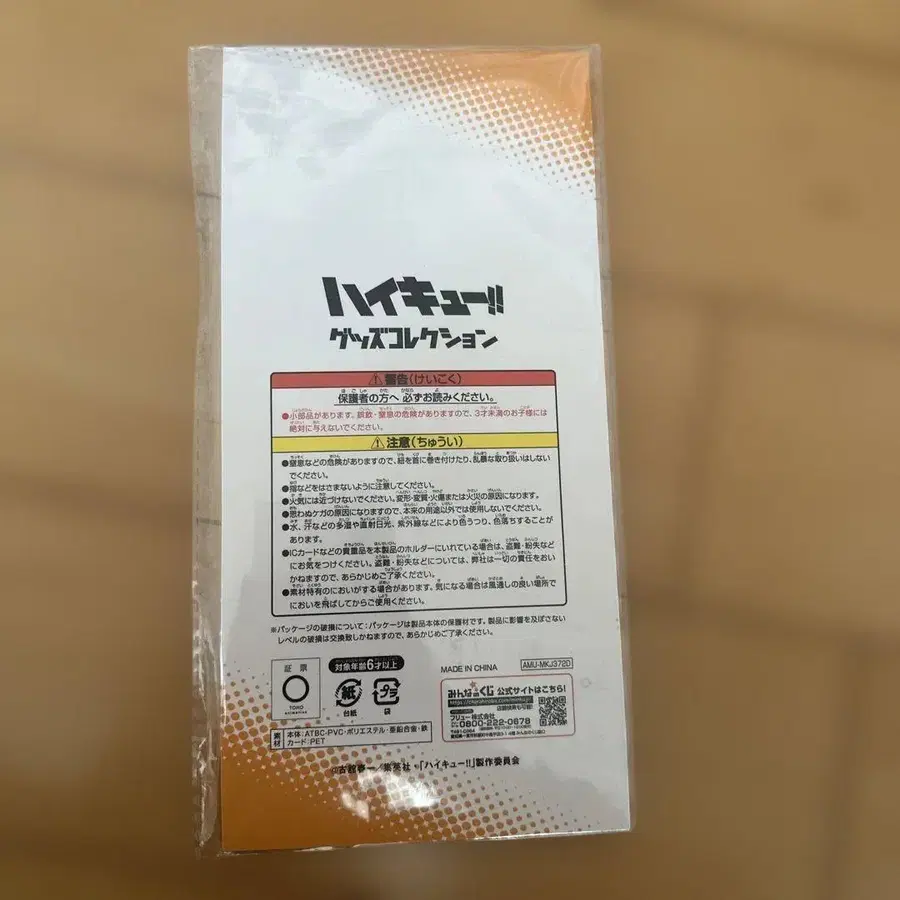 ハイキュー!!
グッズコレクション
⚠警告(けいこく)
保護者の方へ 必ずお読みください。
●小部品があります。誤飲・窒息の危険がありますので、3才未満のお子様には
絶対に与えないでください。
⚠注意(ちゅうい)
●窒息などの危険がありますので、紐を首に巻き付けたり、乱暴な取り扱いはしない
でください。
●指などをはさまないように注意してください。
●火気には近づけないでください。変形・変質・火傷または火災の原因になります。
●思わぬケガの原因になりますので、本来の用途以外では使用しないでください。
●水、汗などの多湿や直射日光、紫外線などにより色うつり、色落ちすることが
あります。
●ICカードなどの貴重品を本製品のホルダーにいれている場合は、盗難・紛失など
にお気をつけください。盗難・紛失などについては、弊社は一切の責任をおい
かねますので、あらかじめご了承ください。
●素材特有のにおいがする場合があります。気になる場合は風通しの良い場所で
においを飛ばしてからご使用ください。
※パッケージの破損について:パッケージは製品本体の保護材です。製品に影響を及ぼさない
レベルの破損は交換致しかねますので、あらかじめご了承ください。
証票
TOHO
animation
対象年齢6才以上
紙
台紙
プラ
袋
MADE IN CHINA
AMU-MKJ372D
みんなのくじ 公式サイトはこちら!
店舗検索も可能!
フリュー株式会社
0800-222-0678
素材
本体:ATBC-PVC・ポリエステル・亜鉛合金・鉄
カード:PET
©古舘春一/集英社・「ハイキュー!!」製作委員会